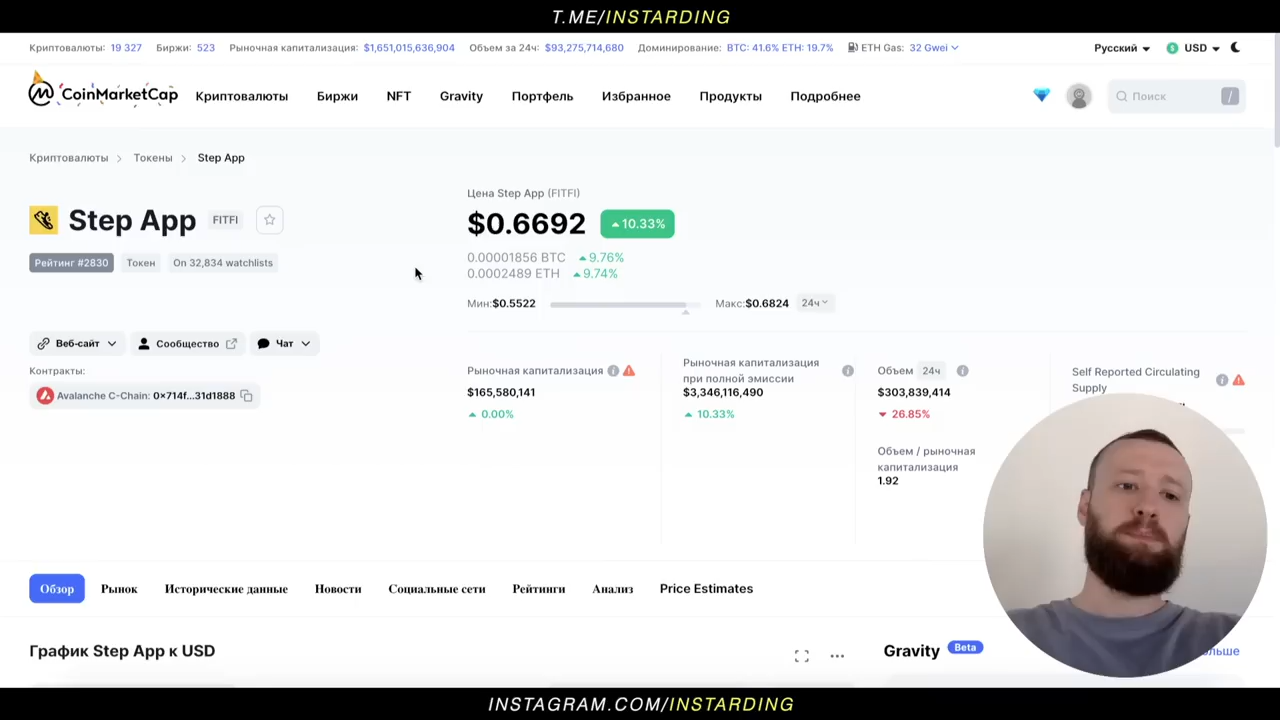 T.ME/INSTARDING
Криптовалюты: 19 327 Биржи: 523 Рыночная капитализация: $1,651,015,636,904 Объем за 24ч: $93,275,714,680 Доминирование: BTC: 41.6% ETH: 19.7% ETH Gas: 32 Gwei Русский USD
CoinMarketCap Криптовалюты Биржи NFT Gravity Портфель Избранное Продукты Подробнее Поиск /
Криптовалюты Токены Step App
Step App FITFI
Рейтинг #2830 Токен On 32,834 watchlists
Веб-сайт Сообщество Чат
Контракты:
Avalanche C-Chain: 0x714f...31d1888
Цена Step App (FITFI)
$0.6692 10.33%
0.00001856 BTC 9.76%
0.0002489 ETH 9.74%
Мин:$0.5522 Макс:$0.6824 24ч
Рыночная капитализация
$165,580,141
0.00%
Рыночная капитализация
при полной эмиссии
$3,346,116,490
10.33%
Объем 24ч
$303,839,414
26.85%
Объем / рыночная
капитализация
1.92
Self Reported Circulating
Supply
Обзор Рынок Исторические данные Новости Социальные сети Рейтинги Анализ Price Estimates
График Step App к USD
Gravity Beta
INSTAGRAM.COM/INSTARDING